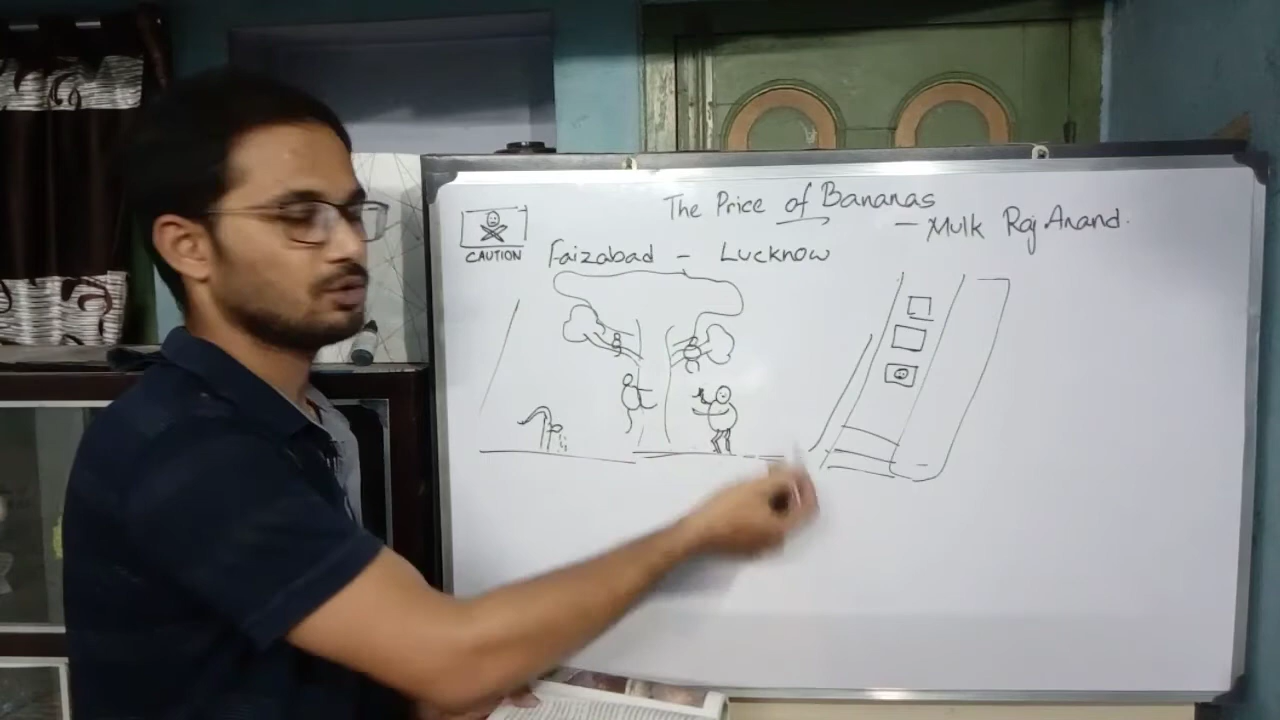 The Price of Bananas
- Mulk Raj Anand.
CAUTION
Faizabad - Lucknow